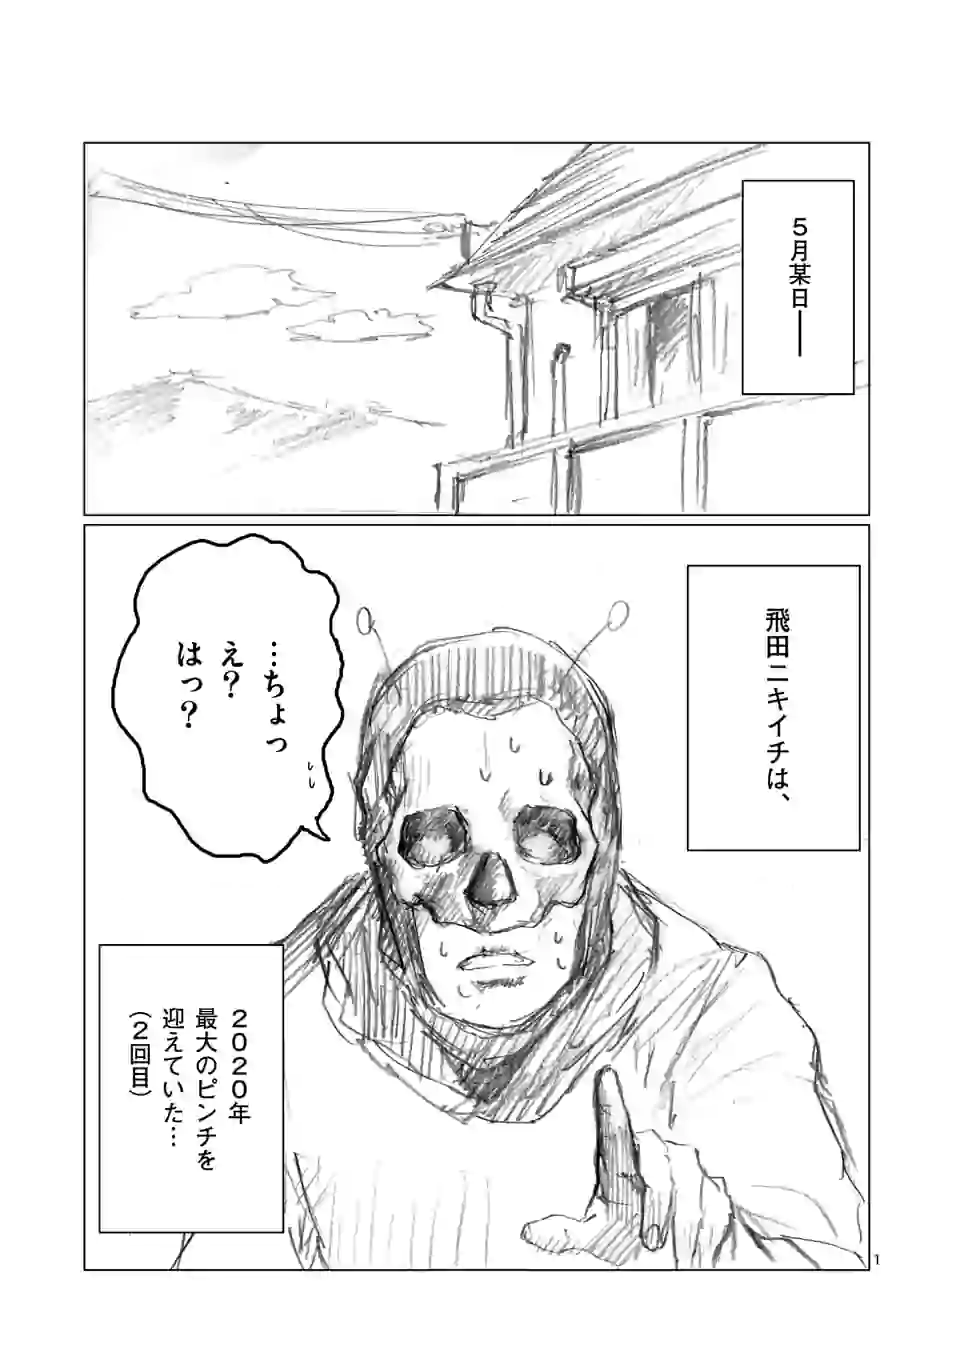 5月某日——
飛田ニキイチは、
…ちょっ
え?
はっ?
2020年
最大のピンチを
迎えていた…
(2回目)
1